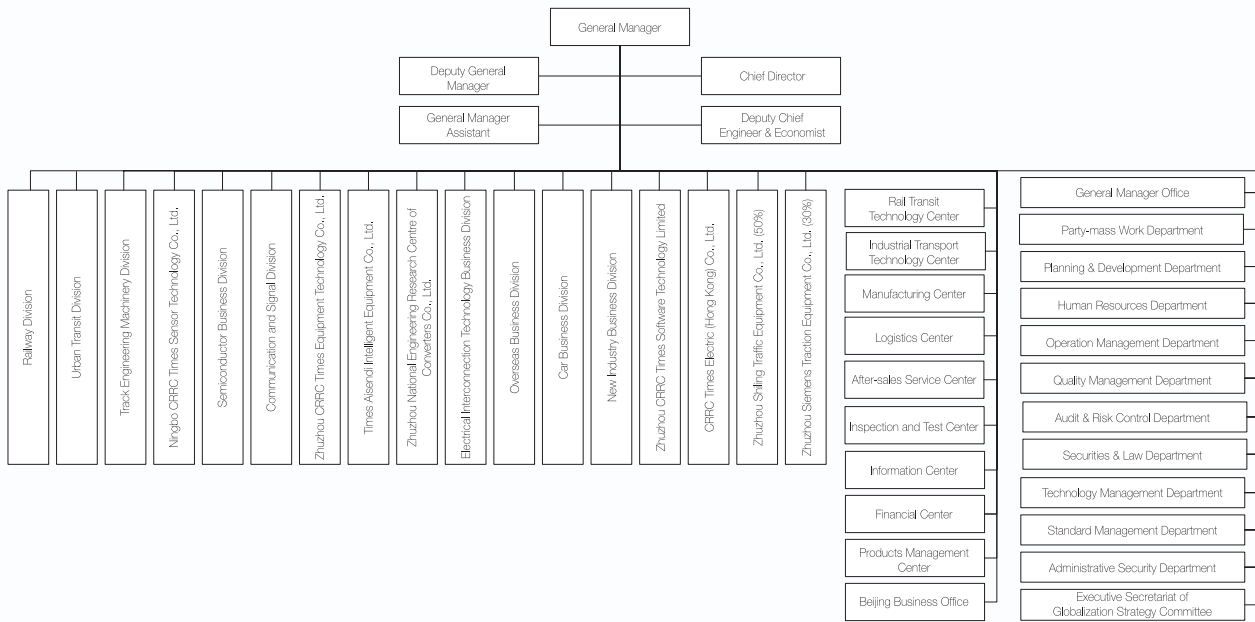 General Manager
Deputy General
Manager
Chief Director
General Manager
Assistant
Deputy Chief
Engineer & Economist
Railway Division
Urban Transit Division
Track Engineering Machinery Division
Ningbo CRRC Times Sensor Technology Co., Ltd.
Semiconductor Business Division
Communication and Signal Division
Zhuzhou CRRC Times Equipment Technology Co., Ltd.
Times Aisendi Intelligent Equipment Co., Ltd.
Zhuzhou National Engineering Research Centre of
Converters Co., Ltd.
Electrical Interconnection Technology Business Division
Overseas Business Division
Car Business Division
New Industry Business Division
Zhuzhou CRRC Times Software Technology Limited
CRRC Times Electric (Hong Kong) Co., Ltd.
Zhuzhou Shiling Traffic Equipment Co., Ltd. (50%)
Zhuzhou Siemens Traction Equipment Co., Ltd. (30%)
Rail Transit
Technology Center
Industrial Transport
Technology Center
Manufacturing Center
Logistics Center
After-sales Service Center
Inspection and Test Center
Information Center
Financial Center
Products Management
Center
Beijing Business Office
General Manager Office
Party-mass Work Department
Planning & Development Department
Human Resources Department
Operation Management Department
Quality Management Department
Audit & Risk Control Department
Securities & Law Department
Technology Management Department
Standard Management Department
Administrative Security Department
Executive Secretariat of
Globalization Strategy Committee